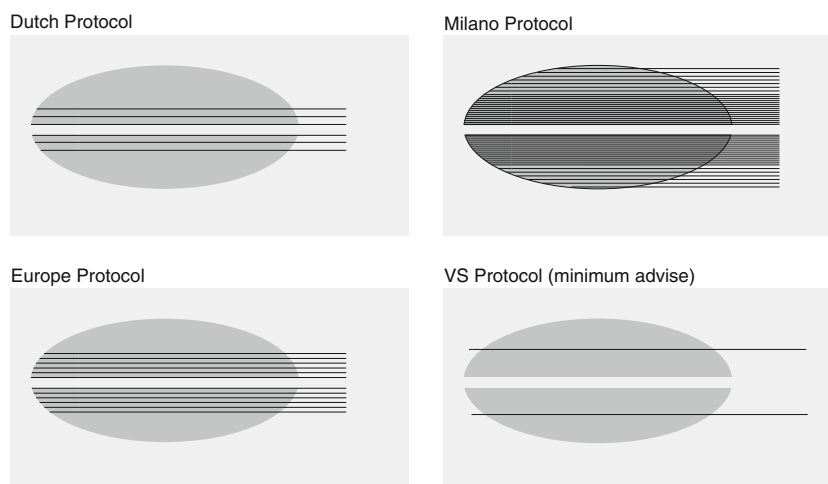 Dutch Protocol
Milano Protocol
Europe Protocol
VS Protocol (minimum advise)